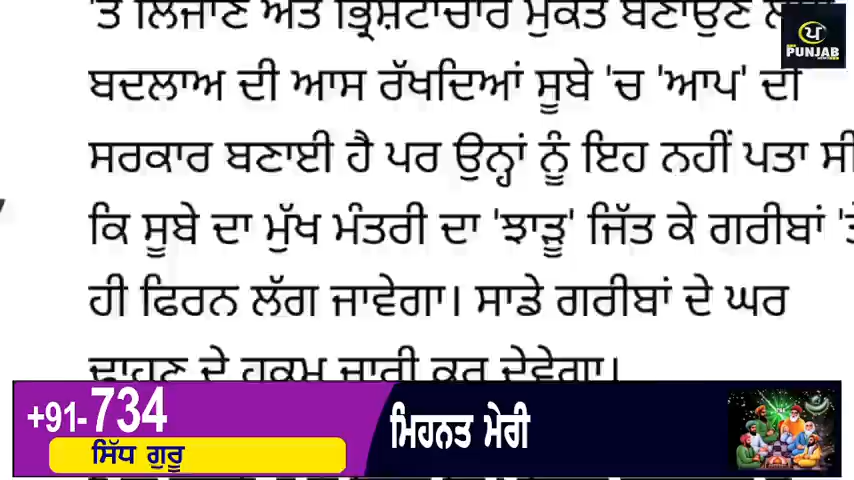 'ਤੇ ਲਿਜਾਣ ਅਤੇ ਭ੍ਰਿਸ਼ਟਾਚਾਰ ਮੁਕਤ ਬਣਾਉਣ
ਪ
PUNJAB
ਬਦਲਾਅ ਦੀ ਆਸ ਰੱਖਦਿਆਂ ਸੂਬੇ 'ਚ 'ਆਪ' ਦੀ
ਸਰਕਾਰ ਬਣਾਈ ਹੈ ਪਰ ਉਨ੍ਹਾਂ ਨੂੰ ਇਹ ਨਹੀਂ ਪਤਾ ਸੀ
ਕਿ ਸੂਬੇ ਦਾ ਮੁੱਖ ਮੰਤਰੀ ਦਾ 'ਝਾੜੂ' ਜਿੱਤ ਕੇ ਗਰੀਬਾਂ 'ਤੇ
ਹੀ ਫਿਰਨ ਲੱਗ ਜਾਵੇਗਾ। ਸਾਡੇ ਗਰੀਬਾਂ ਦੇ ਘਰ
ਢਾਹਣ ਦੇ ਹੁਕਮ ਜਾਰੀ ਕਰ ਦੇਵੇਗਾ।
+91-734
ਸਿੱਧ ਗੁਰੂ
ਮਿਹਨਤ ਮੇਰੀ